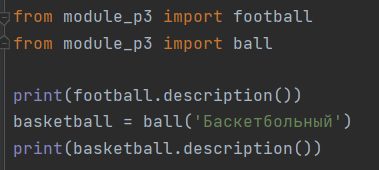 from module_p3 import football
from module_p3 import ball
print(football.description())
basketball = ball('Баскетбольный')
print(basketball.description())